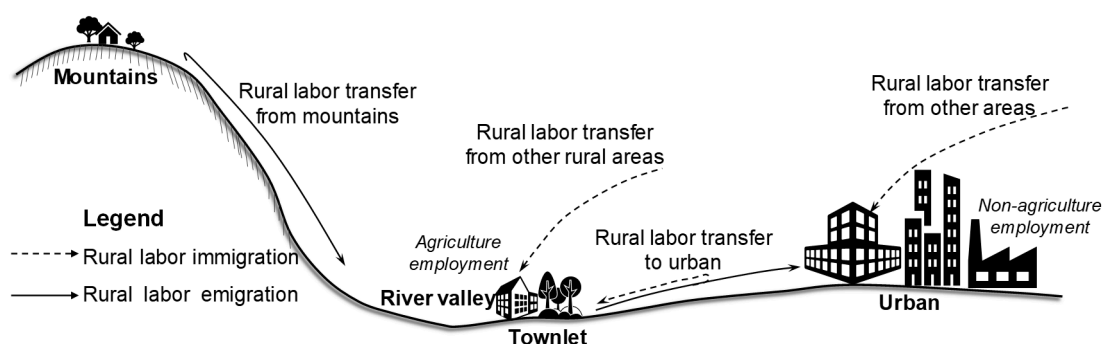 Mountains
Rural labor transfer
from mountains
Rural labor transfer
from other rural areas
Rural labor transfer
from other areas
Legend
Rural labor immigration
Rural labor emigration
Agriculture
employment
River valley
Townlet
Rural labor transfer
to urban
Non-agriculture
employment
Urban